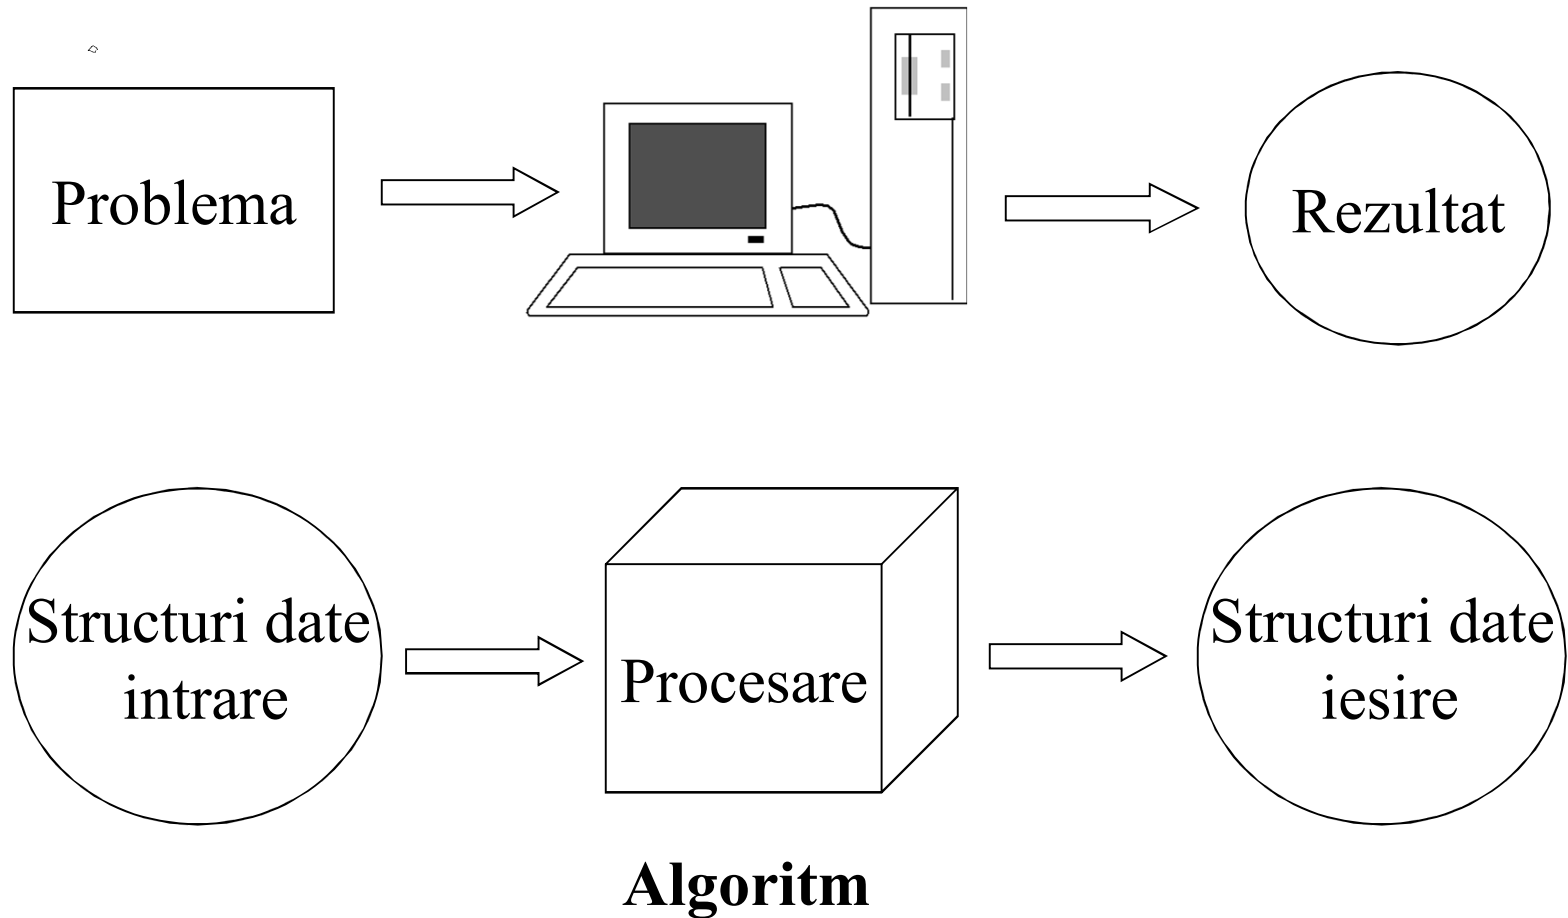 Problema
Rezultat
Structuri date
intrare
Procesare
Structuri date
iesire
Algoritm